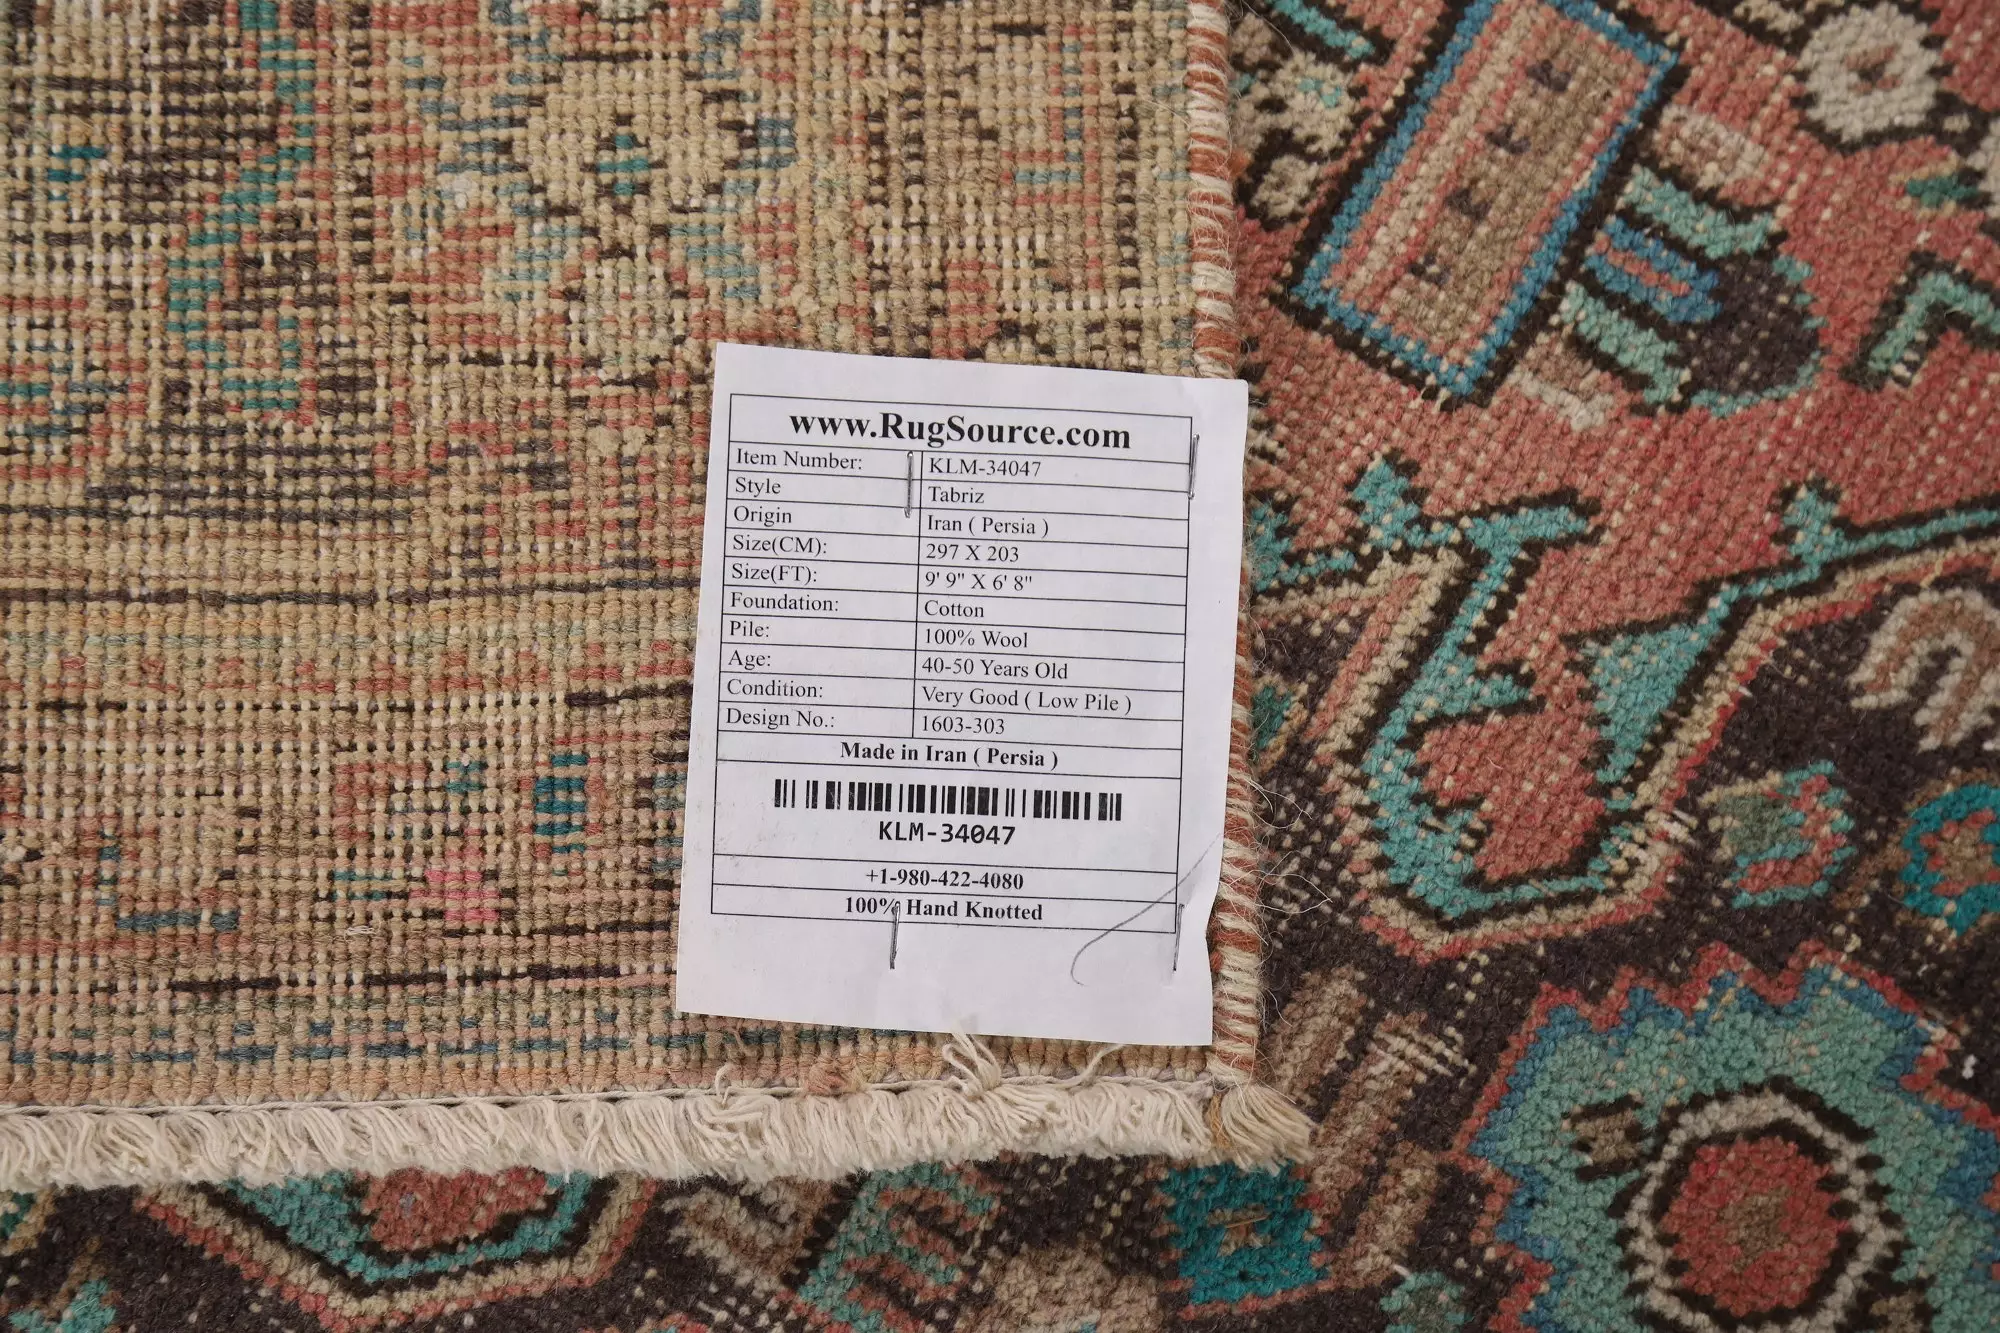 www.RugSource.com
Item Number: KLM-34047
Style Tabriz
Origin Iran ( Persia )
Size(CM): 297 X 203
Size(FT): 9' 9" X 6' 8"
Foundation: Cotton
Pile: 100% Wool
Age: 40-50 Years Old
Condition: Very Good ( Low Pile )
Design No.: 1603-303
Made in Iran ( Persia )
KLM-34047
+1-980-422-4080
100% Hand Knotted